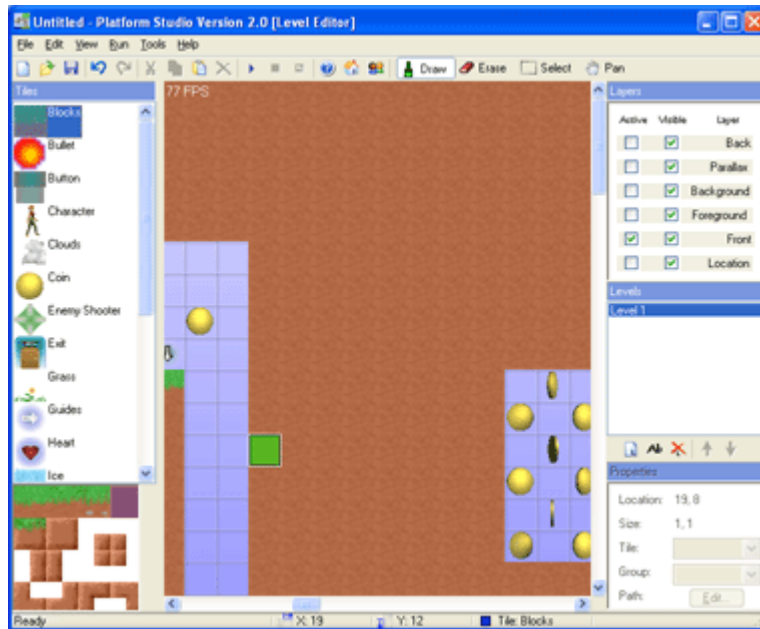 Untitled - Platform Studio Version 2.0 [Level Editor]
File Edit View Run Tools Help
Draw Erase Select Pan
Tiles
Blocks
Bullet
Button
Character
Clouds
Coin
Enemy Shooter
Exit
Grass
Guides
Heart
Ice
77 FPS
Layers
Active Visible Layer
Back
Parallax
Background
Foreground
Front
Location
Levels
Level 1
Ab
Properties
Location: 19, 8
Size: 1, 1
Tile:
Group:
Path: Edit...
Ready X: 19 Y: 12 Tile: Blocks